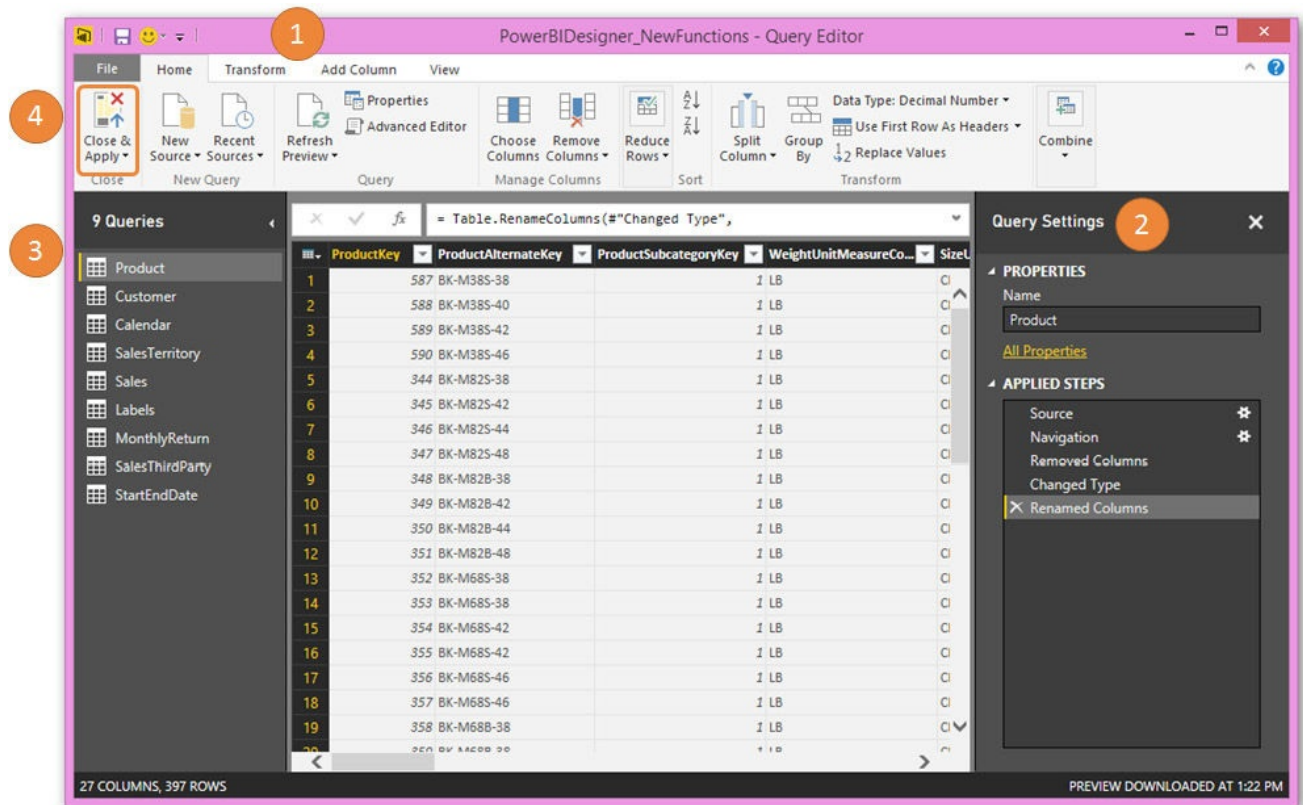 1
PowerBIDesigner_NewFunctions - Query Editor
File Home Transform Add Column View
4
Close & Apply
New Source
Recent Sources
Refresh Preview
Properties
Advanced Editor
Choose Columns
Remove Columns
Reduce Rows
Split Column
Group By
Data Type: Decimal Number
Use First Row As Headers
Replace Values
Combine
Close New Query Query Manage Columns Sort Transform
3
9 Queries
Product
Customer
Calendar
SalesTerritory
Sales
Labels
MonthlyReturn
SalesThirdParty
StartEndDate
fx = Table.RenameColumns(#"Changed Type",
ProductKey ProductAlternateKey ProductSubcategoryKey WeightUnitMeasureCo... SizeU
1 587 BK-M38S-38 1 LB
2 588 BK-M38S-40 1 LB
3 589 BK-M38S-42 1 LB
4 590 BK-M38S-46 1 LB
5 344 BK-M82S-38 1 LB
6 345 BK-M82S-42 1 LB
7 346 BK-M82S-44 1 LB
8 347 BK-M82S-48 1 LB
9 348 BK-M82B-38 1 LB
10 349 BK-M82B-42 1 LB
11 350 BK-M82B-44 1 LB
12 351 BK-M82B-48 1 LB
13 352 BK-M68S-38 1 LB
14 353 BK-M68S-38 1 LB
15 354 BK-M68S-42 1 LB
16 355 BK-M68S-42 1 LB
17 356 BK-M68S-46 1 LB
18 357 BK-M68S-46 1 LB
19 358 BK-M68B-38 1 LB
Query Settings 2
PROPERTIES
Name
Product
All Properties
APPLIED STEPS
Source
Navigation
Removed Columns
Changed Type
Renamed Columns
27 COLUMNS, 397 ROWS
PREVIEW DOWNLOADED AT 1:22 PM